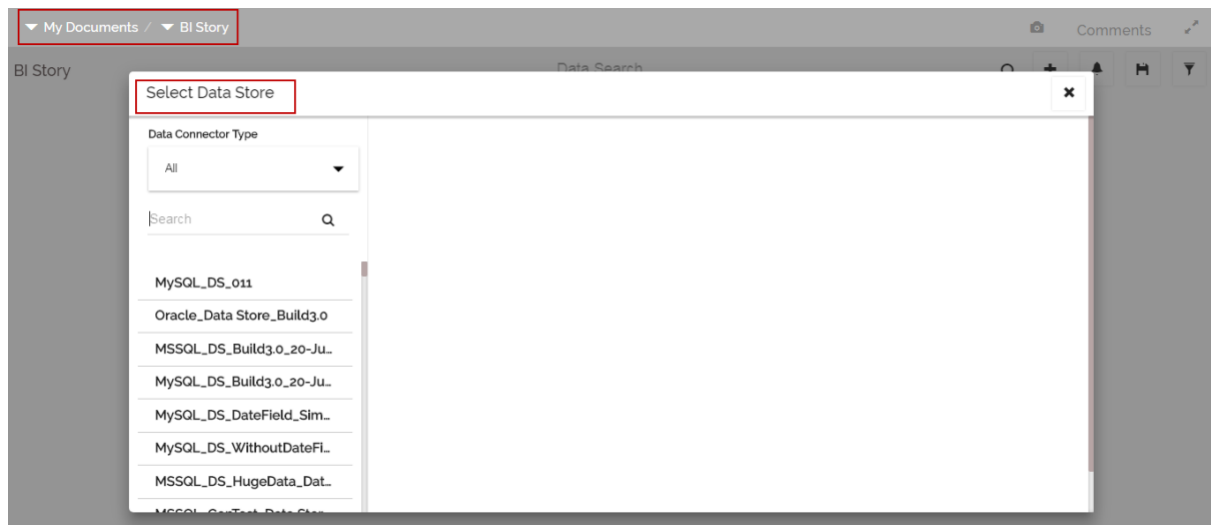 My Documents / BI Story
Comments
BI Story
Data Search
Select Data Store
Data Connector Type
All
Search
MySQL_DS_011
Oracle_Data Store_Build3.0
MSSQL_DS_Build3.0_20-Ju…
MySQL_DS_Build3.0_20-Ju…
MySQL_DS_DateField_Sim…
MySQL_DS_WithoutDateFi…
MSSQL_DS_HugeData_Dat…